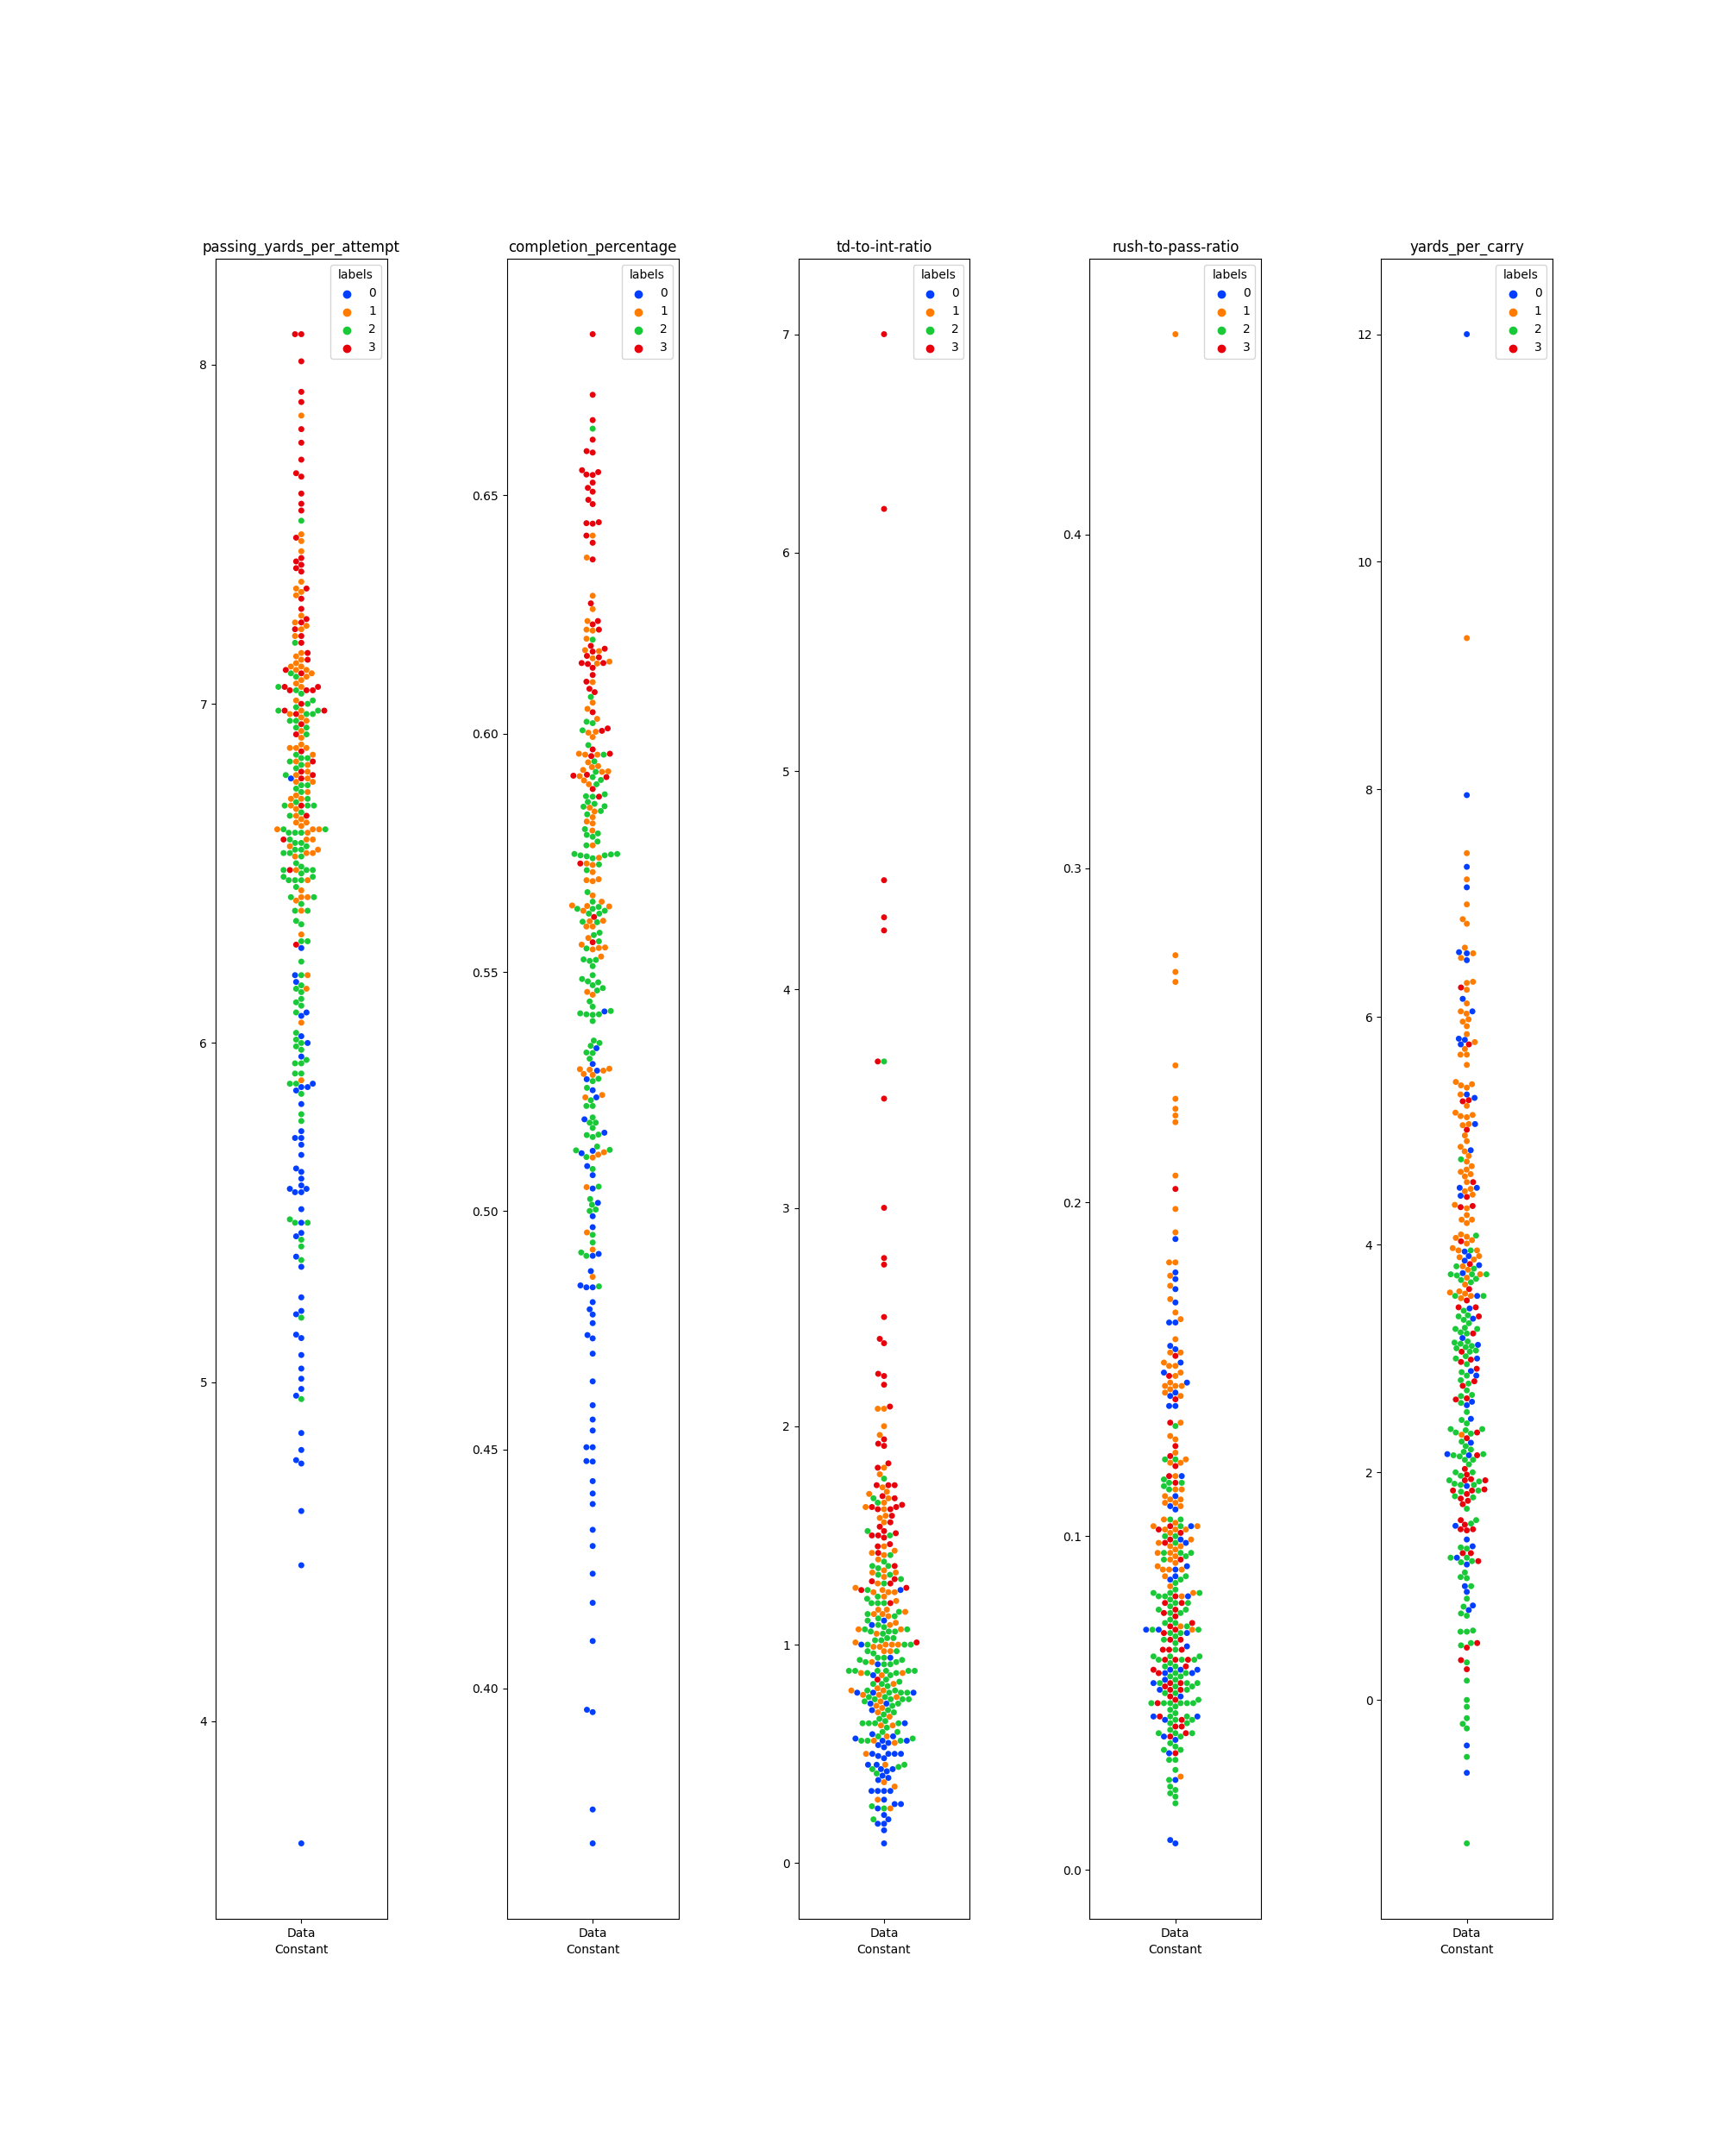 passing_yards_per_attempt
labels
0
1
2
3
8
7
6
5
4
Data
Constant
completion_percentage
labels
0
1
2
3
0.65
0.60
0.55
0.50
0.45
0.40
Data
Constant
td-to-int-ratio
labels
0
1
2
3
7
6
5
4
3
2
1
0
Data
Constant
rush-to-pass-ratio
labels
0
1
2
3
0.4
0.3
0.2
0.1
0.0
Data
Constant
yards_per_carry
labels
0
1
2
3
12
10
8
6
4
2
0
Data
Constant